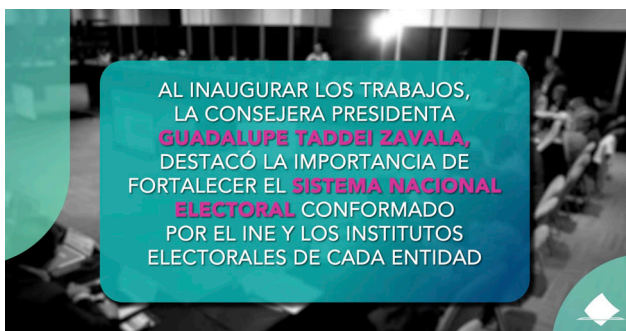 AL INAUGURAR LOS TRABAJOS,
LA CONSEJERA PRESIDENTA
GUADALUPE TADDEI ZAVALA,
DESTACÓ LA IMPORTANCIA DE
FORTALECER EL SISTEMA NACIONAL
ELECTORAL CONFORMADO
POR EL INE Y LOS INSTITUTOS
ELECTORALES DE CADA ENTIDAD